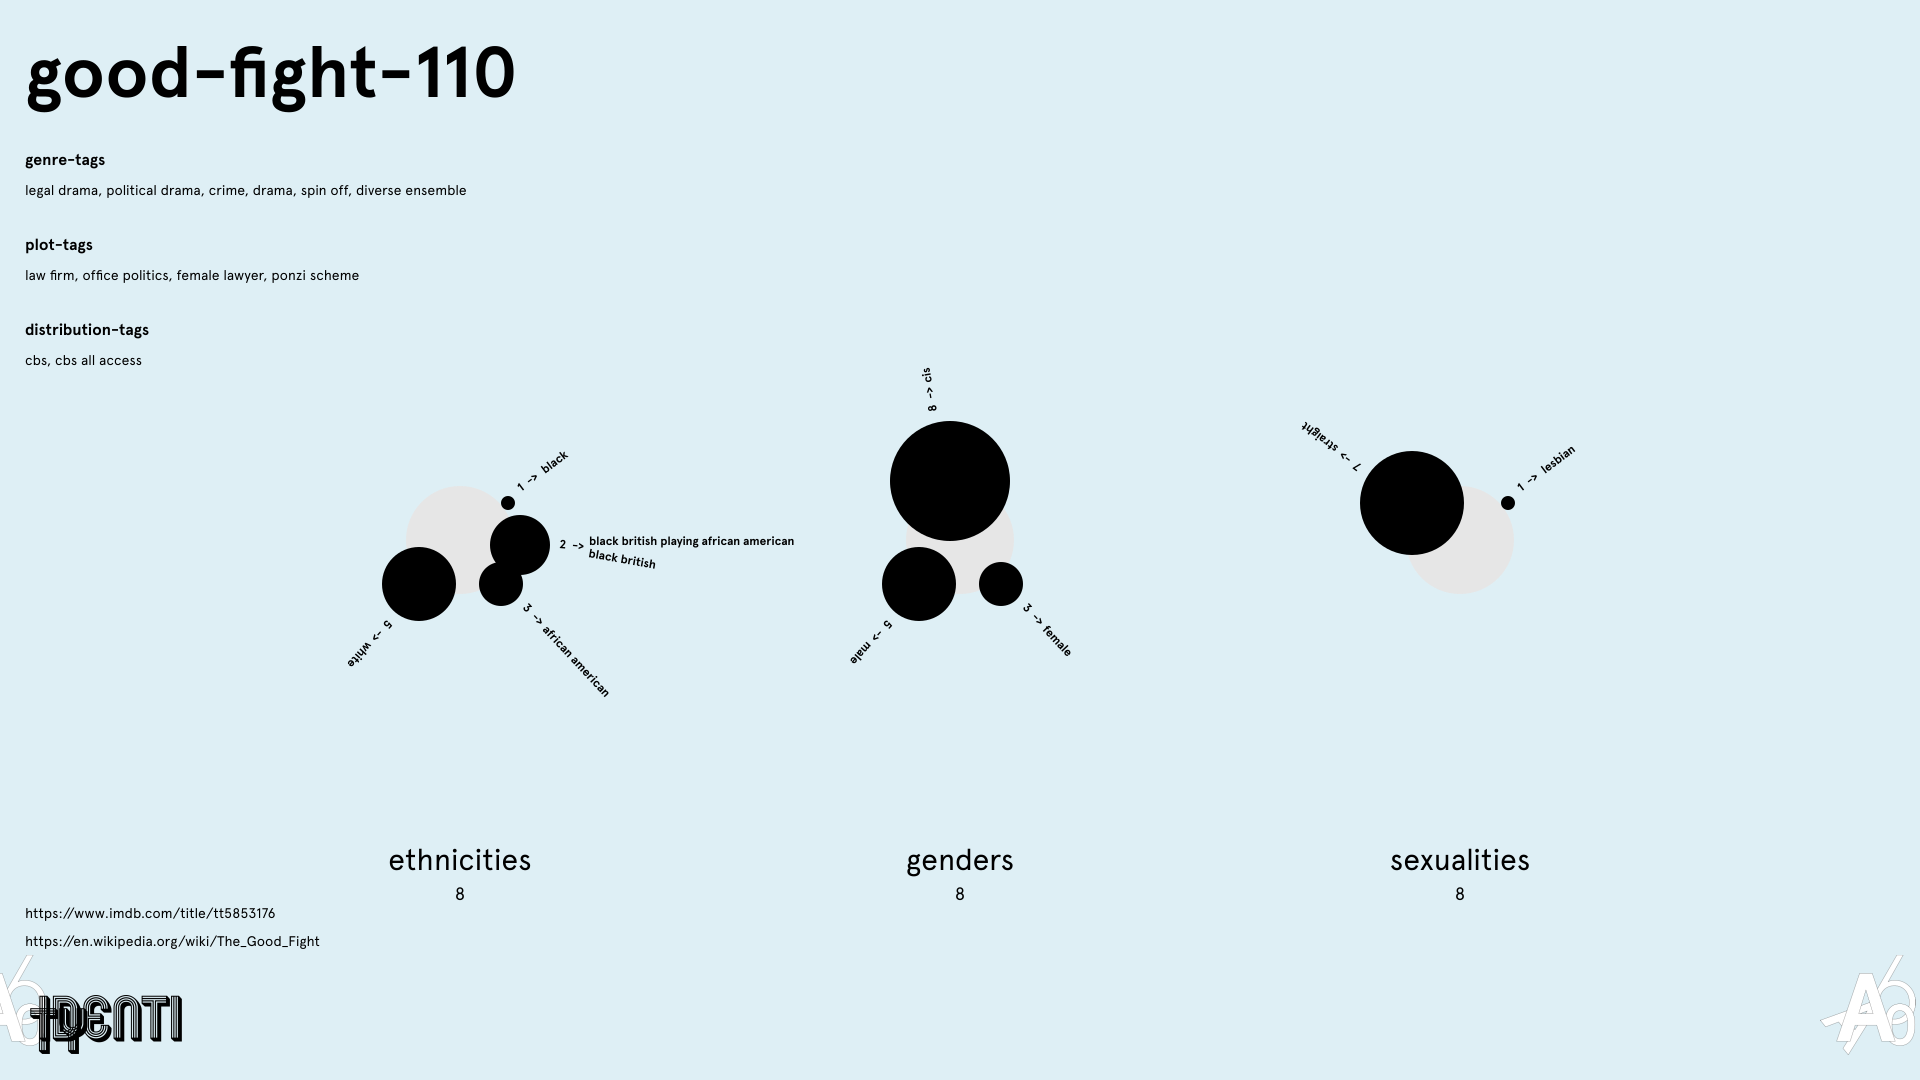 good-fight-110
genre-tags
legal drama, political drama, crime, drama, spin off, diverse ensemble
plot-tags
law firm, office politics, female lawyer, ponzi scheme
distribution-tags
cbs, cbs all access
1 -> black
2 -> black british playing african american
black british
3 -> african american
5 -> white
8 -> cis
5 -> male
3 -> female
7 -> straight
1 -> lesbian
ethnicities
8
genders
8
sexualities
8
https://www.imdb.com/title/tt5853176
https://en.wikipedia.org/wiki/The_Good_Fight
IDENTI